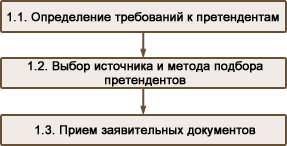 1.1. Определение требований к претендентам
1.2. Выбор источника и метода подбора
претендентов
1.3. Прием заявительных документов